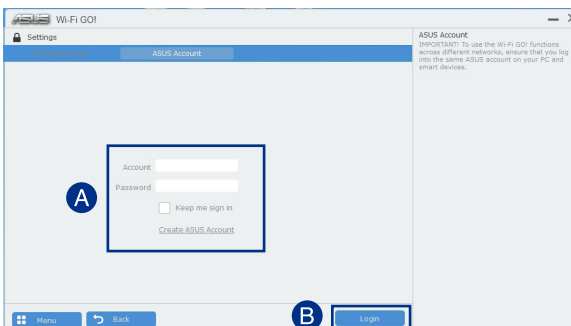 ASUS Wi-Fi GO!
Settings
ASUS Account
Account
Password
Keep me sign in
Create ASUS Account
A
Menu
Back
B
Login
ASUS Account
IMPORTANT! To use the Wi-Fi GO! functions
across different networks, ensure that you log
into the same ASUS account on your PC and
smart devices.